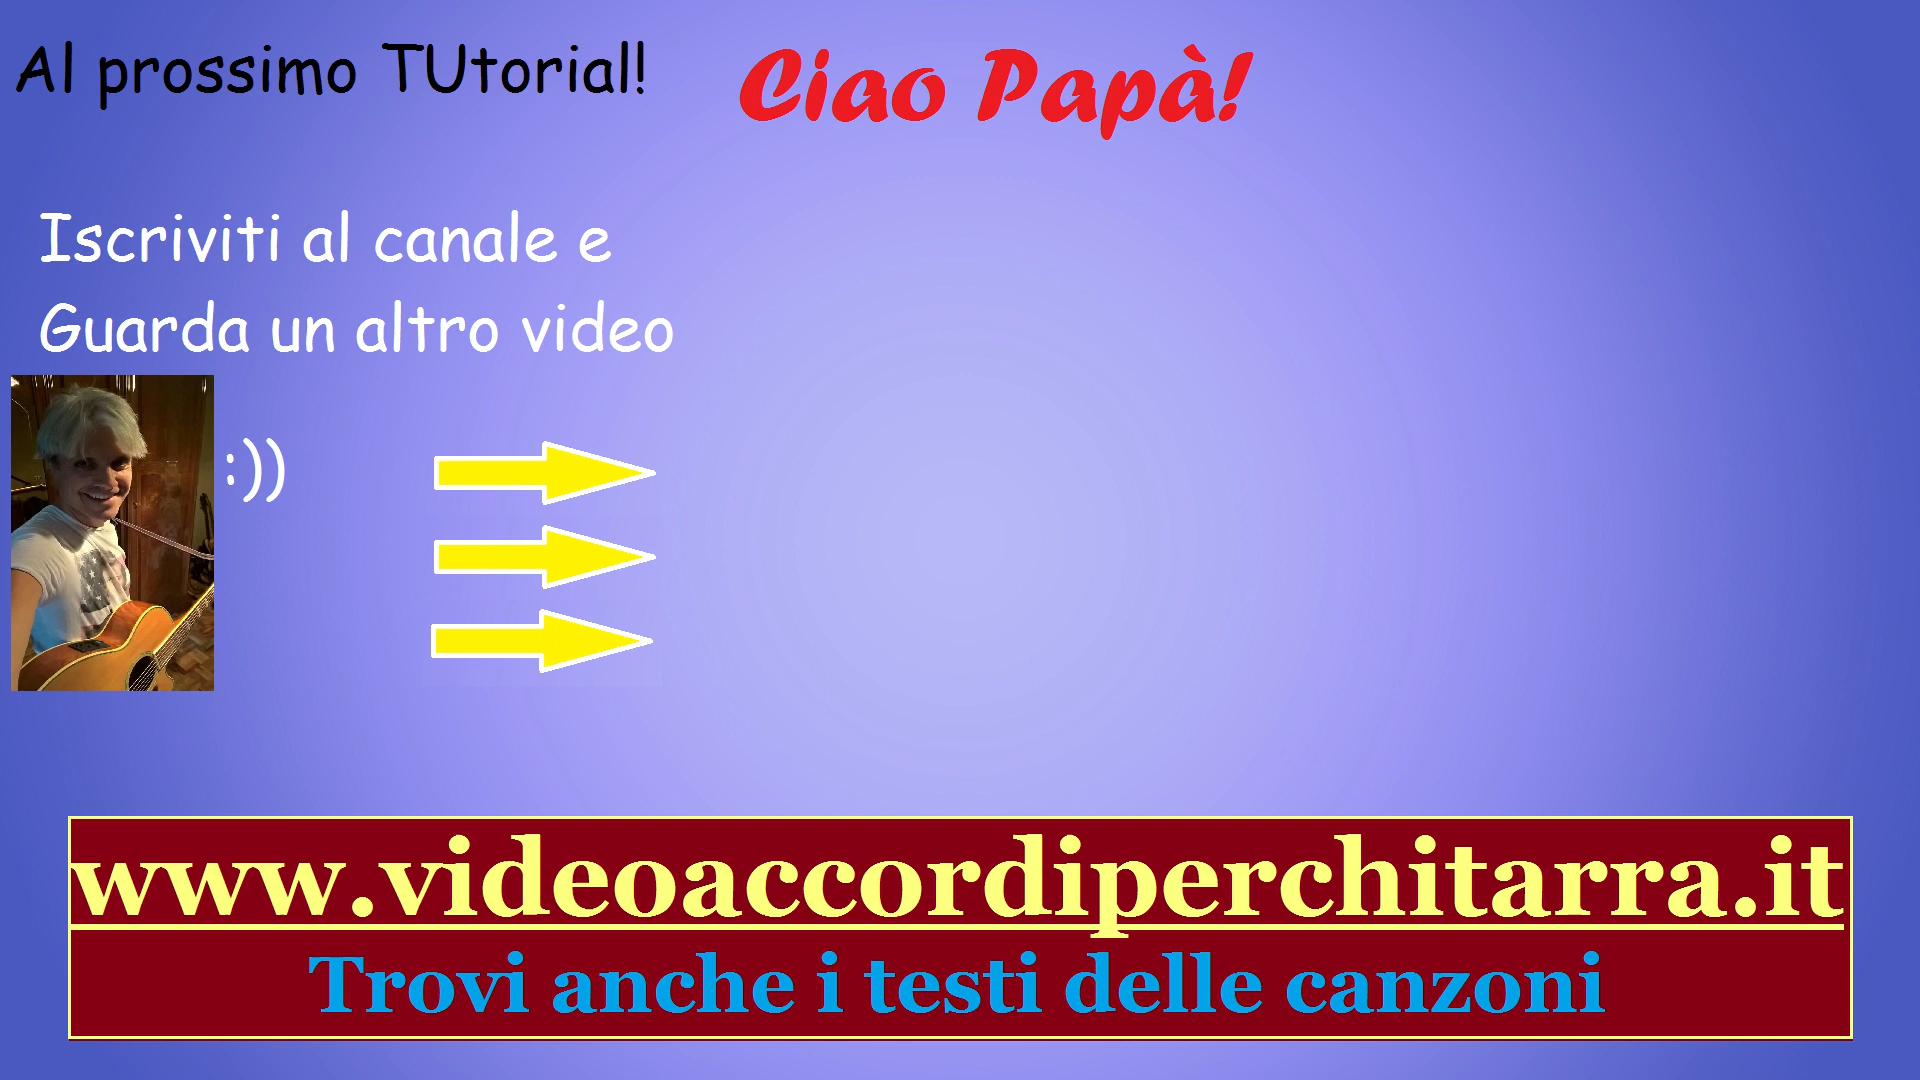 Al prossimo TUtorial!
Ciao Papà!
Iscriviti al canale e
Guarda un altro video
:))
www.videoaccordiperchitarra.it
Trovi anche i testi delle canzoni